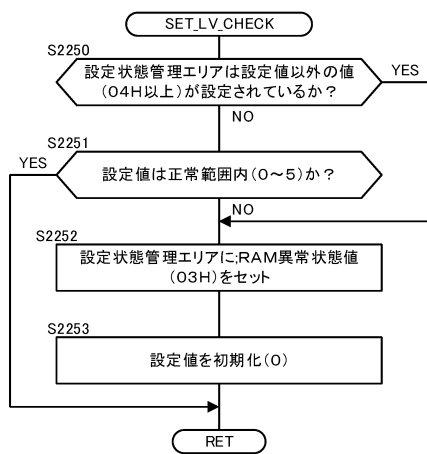 SET_LV_CHECK
S2250
設定状態管理エリアは設定値以外の値
(04H以上)が設定されているか?
YES
NO
S2251
YES
設定値は正常範囲内(0~5)か?
NO
S2252
設定状態管理エリアに;RAM異常状態値
(03H)をセット
S2253
設定値を初期化(0)
RET